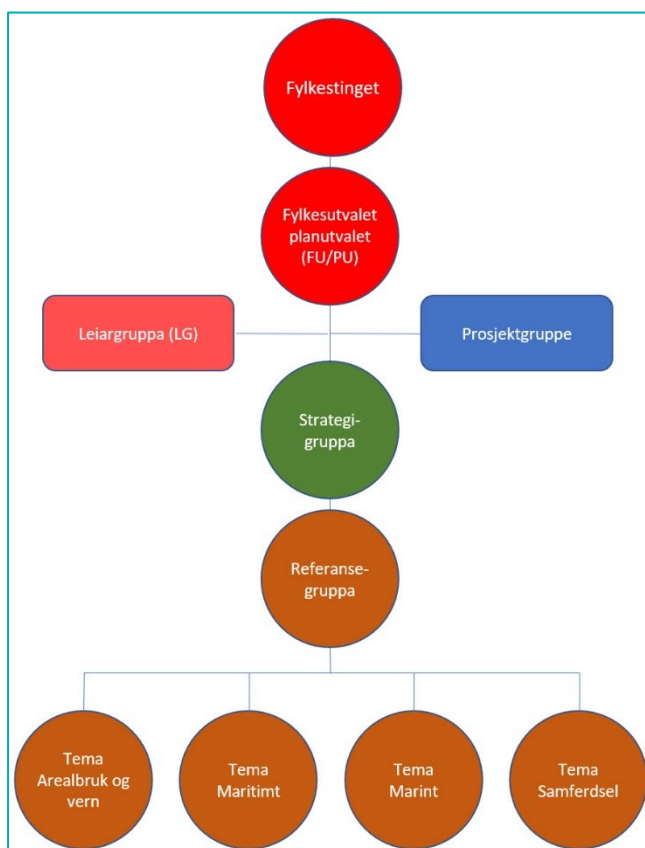 Fylkestinget
Fylkesutvalet
planutvalet
(FU/PU)
Leiargruppa (LG)
Prosjektgruppe
Strategi-
gruppa
Referanse-
gruppa
Tema
Arealbruk og
vern
Tema
Maritimt
Tema
Marint
Tema
Samferdsel